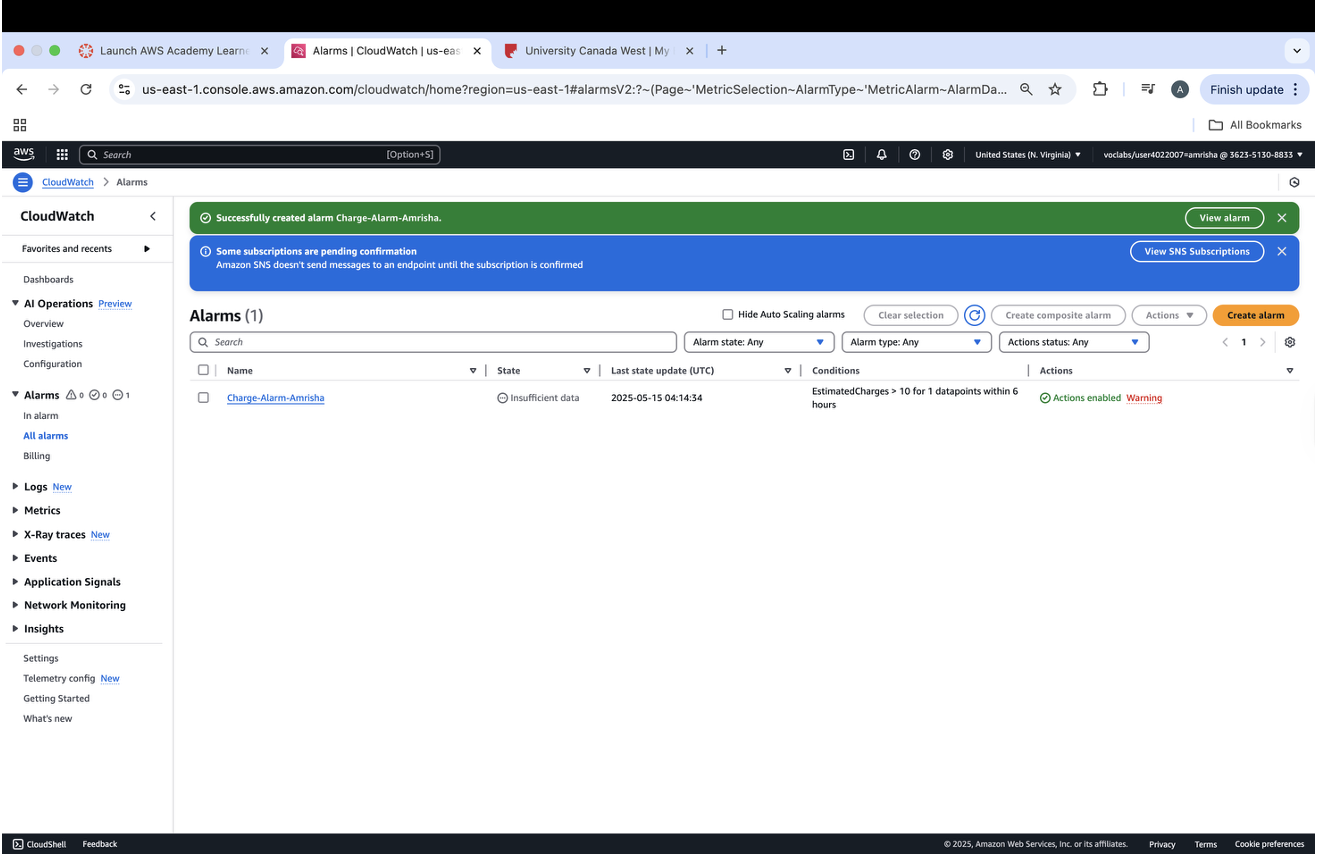 Launch AWS Academy Learn
Alarms | CloudWatch | us-eas
University Canada West | My
us-east-1.console.aws.amazon.com/cloudwatch/home?region=us-east-1#alarmsV2:?~(Page~'MetricSelection~AlarmType~'MetricAlarm~AlarmDa...
A
Finish update
All Bookmarks
aws
Search
[Option+S]
United States (N. Virginia)
voclabs/user4022007=amrisha @ 3623-5130-8833
CloudWatch > Alarms
CloudWatch
Favorites and recents
Dashboards
AI Operations Preview
Overview
Investigations
Configuration
Alarms 0 0 1
In alarm
All alarms
Billing
Logs New
Metrics
X-Ray traces New
Events
Application Signals
Network Monitoring
Insights
Settings
Telemetry config New
Getting Started
What's new
Successfully created alarm Charge-Alarm-Amrisha.
View alarm
Some subscriptions are pending confirmation
Amazon SNS doesn't send messages to an endpoint until the subscription is confirmed
View SNS Subscriptions
Alarms (1)
Hide Auto Scaling alarms
Clear selection
Create composite alarm
Actions
Create alarm
Search
Alarm state: Any
Alarm type: Any
Actions status: Any
1
Name
State
Last state update (UTC)
Conditions
Actions
Charge-Alarm-Amrisha
Insufficient data
2025-05-15 04:14:34
EstimatedCharges > 10 for 1 datapoints within 6
hours
Actions enabled Warning
CloudShell
Feedback
© 2025, Amazon Web Services, Inc. or its affiliates.
Privacy
Terms
Cookie preferences